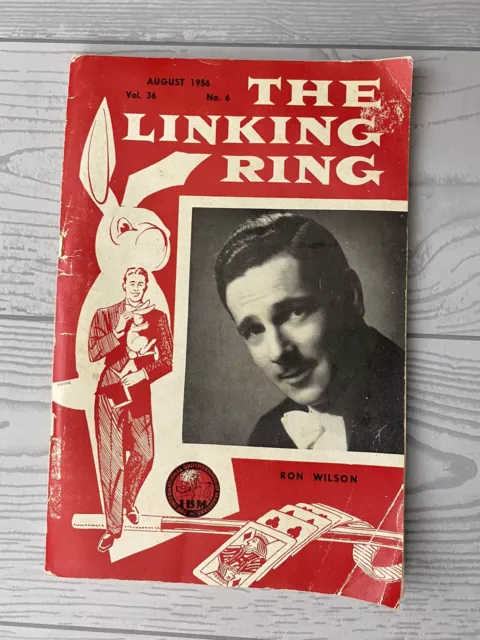 AUGUST 1956
Vol. 36 No. 6
THE
LINKING
RING
RON WILSON
IBM